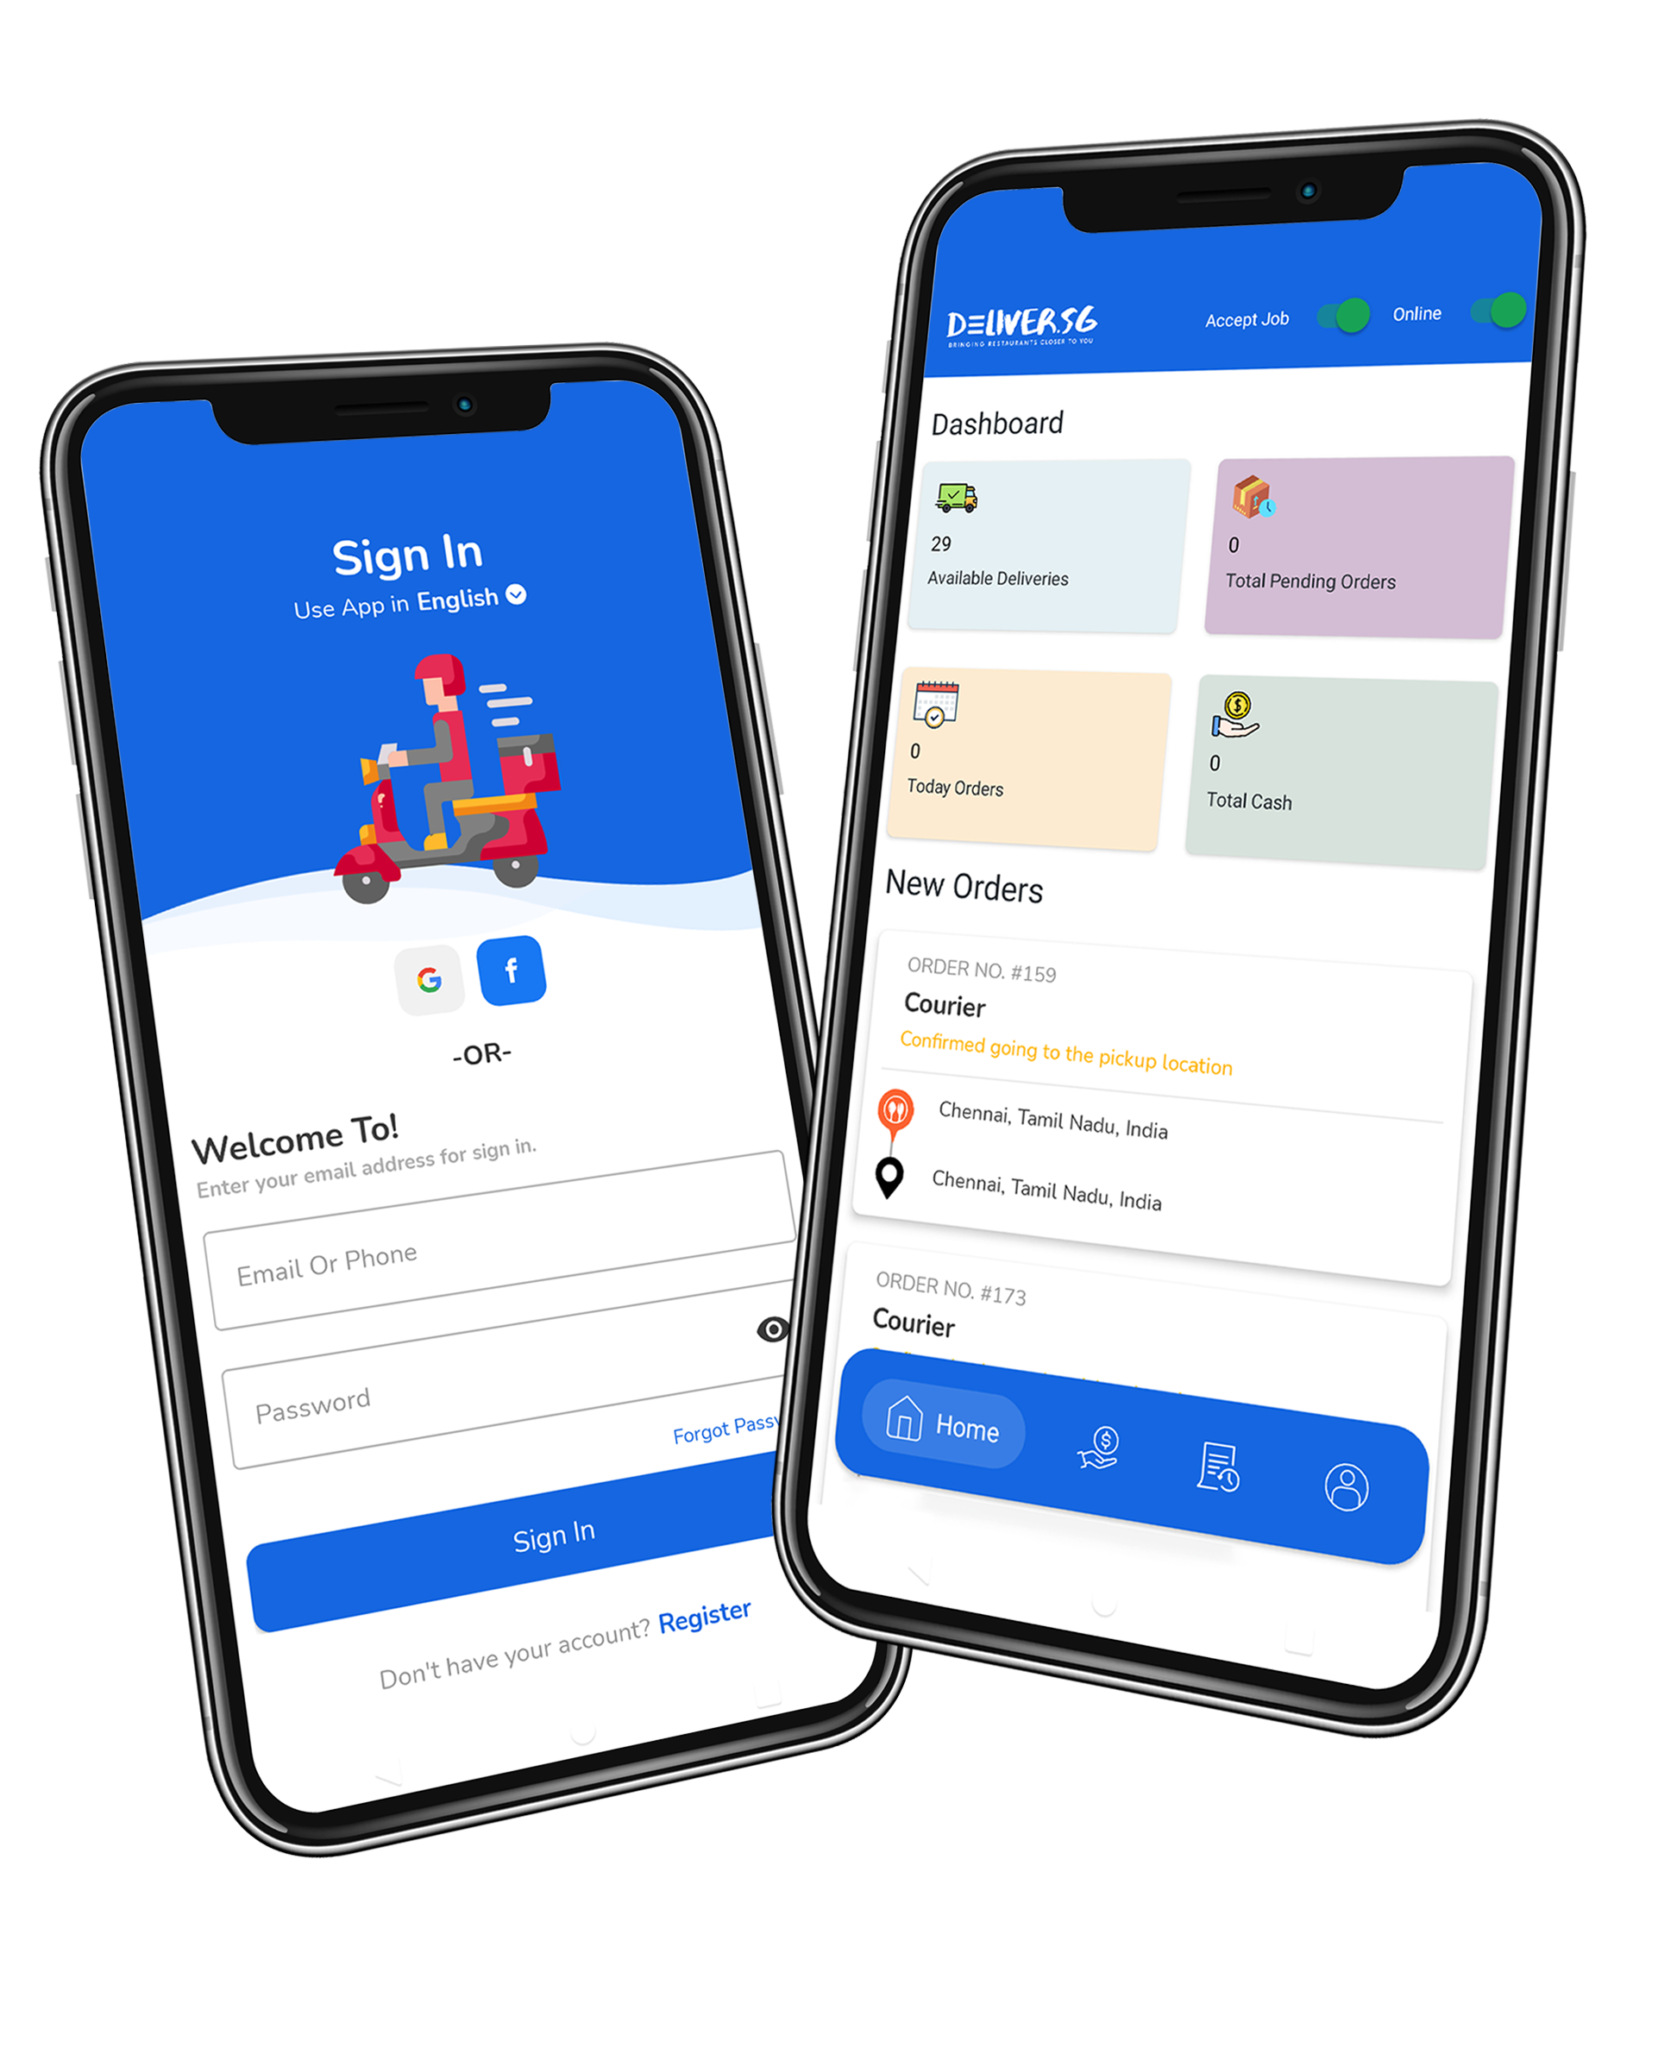 Sign In
Use App in English
G
f
-OR-
Welcome To!
Enter your email address for sign in.
Email Or Phone
Password
Forgot
Sign In
Don't have your account? Register
DELIVER.SG
BRINGING RESTAURANTS CLOSER TO YOU
Accept Job
Online
Dashboard
29
Available Deliveries
0
Total Pending Orders
0
Today Orders
0
Total Cash
New Orders
ORDER NO. #159
Courier
Confirmed going to the pickup location
Chennai, Tamil Nadu, India
Chennai, Tamil Nadu, India
ORDER NO. #173
Courier
Home